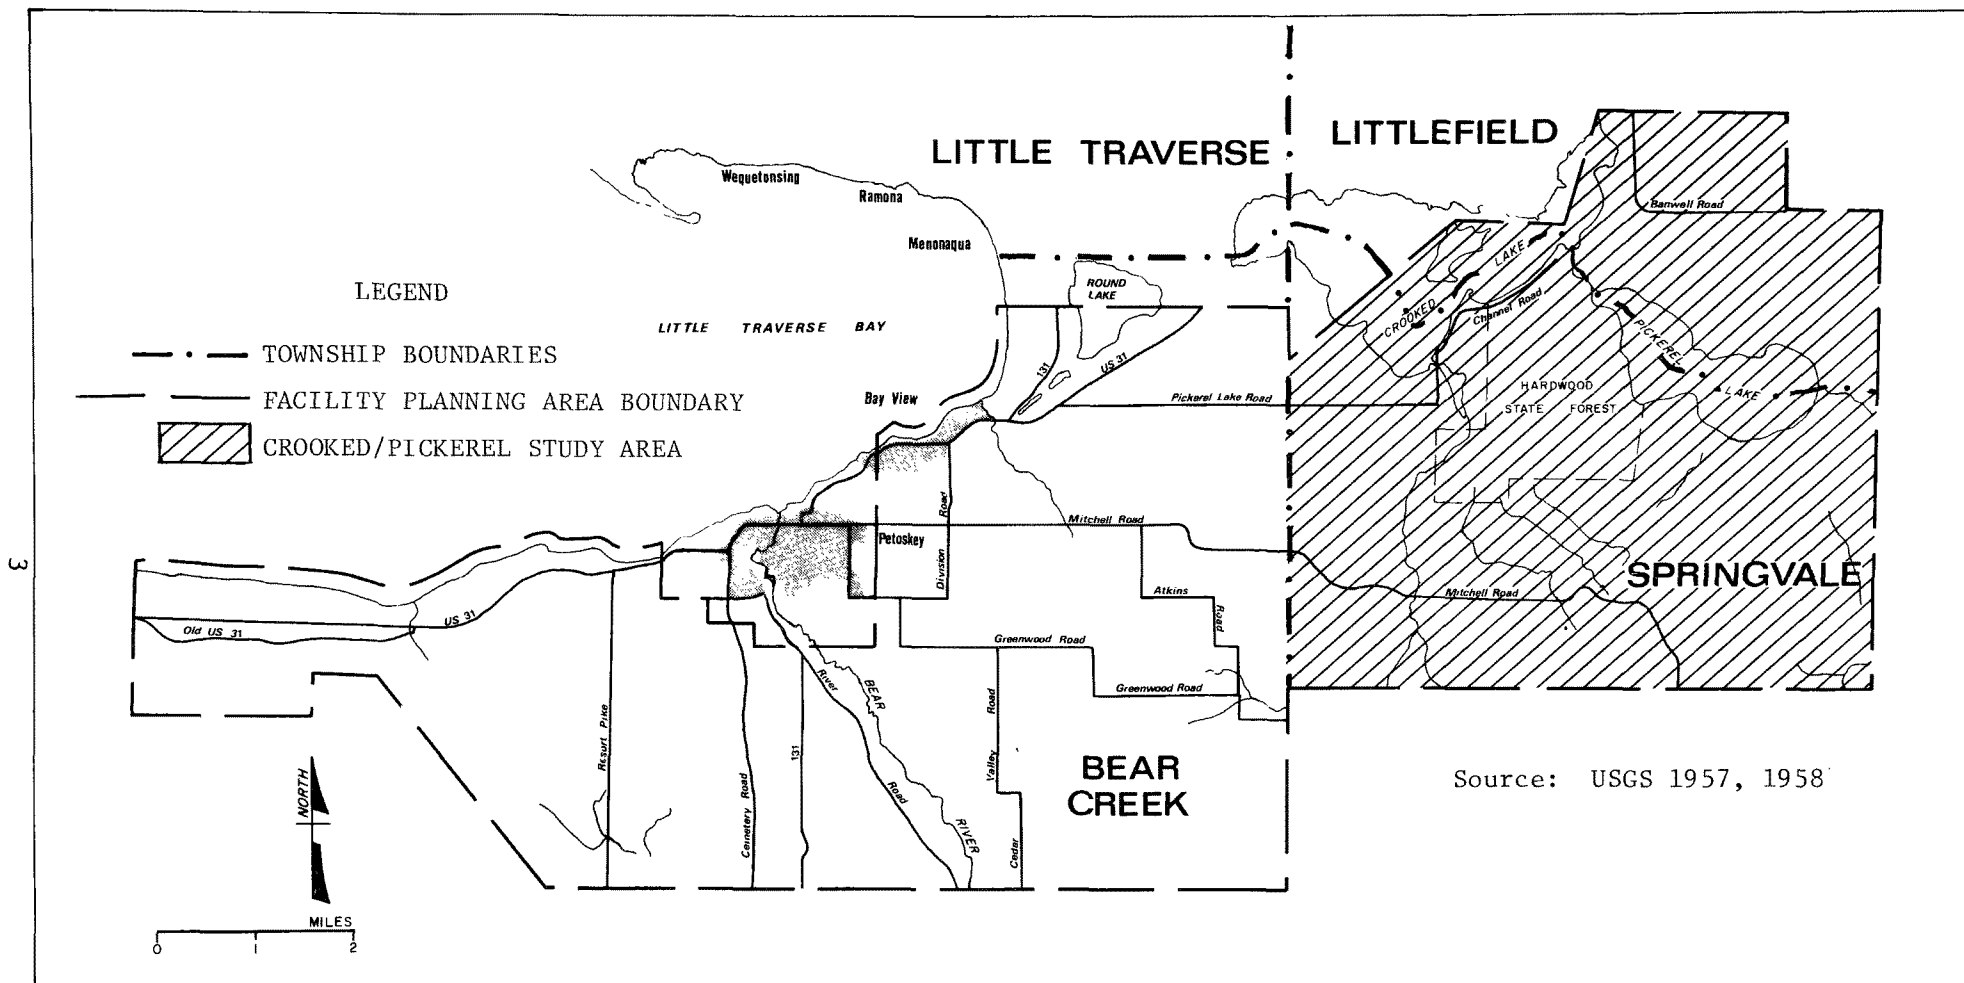 LITTLE TRAVERSE
LITTLEFIELD
Wequetonsing
Ramona
Menonaqua
Banwell Road
LEGEND
TOWNSHIP BOUNDARIES
FACILITY PLANNING AREA BOUNDARY
CROOKED/PICKEREL STUDY AREA
LITTLE TRAVERSE BAY
ROUND
LAKE
131
US 31
Bay View
Pickerel Lake Road
CROOKED LAKE
Channel Road
PICKEREL LAKE
HARDWOOD
STATE FOREST
3
Petoskey
Division Road
Mitchell Road
Atkins Road
SPRINGVALE
Mitchell Road
Old US 31
US 31
Greenwood Road
Greenwood Road
Resort Pike
Cemetery Road
131
River Road
BEAR RIVER
Valley Road
Cedar
BEAR
CREEK
Source: USGS 1957, 1958
NORTH
MILES
0 1 2